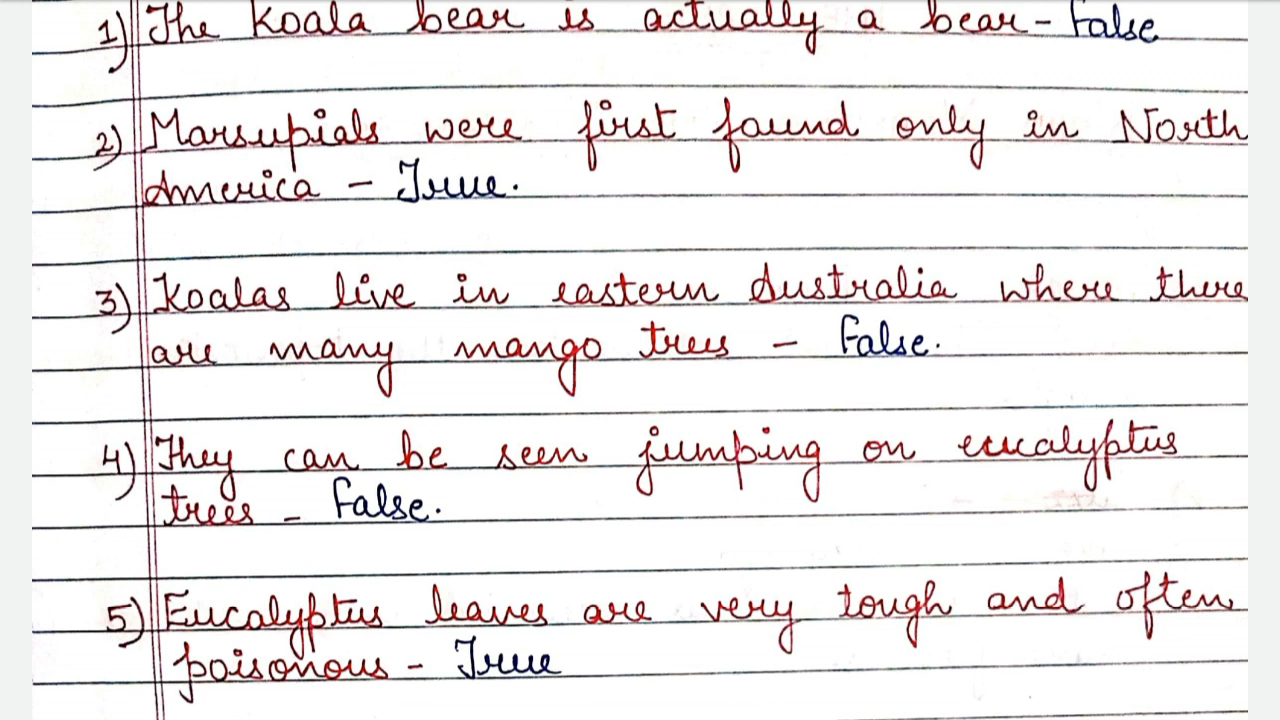 1) The Koala bear is actually a bear - False
2) Marsupials were first found only in North
America - True.
3) Koalas live in eastern Australia where there
are many mango trees - False.
4) They can be seen jumping on eucalyptus
trees - False.
5) Eucalyptus leaves are very tough and often
poisonous - True